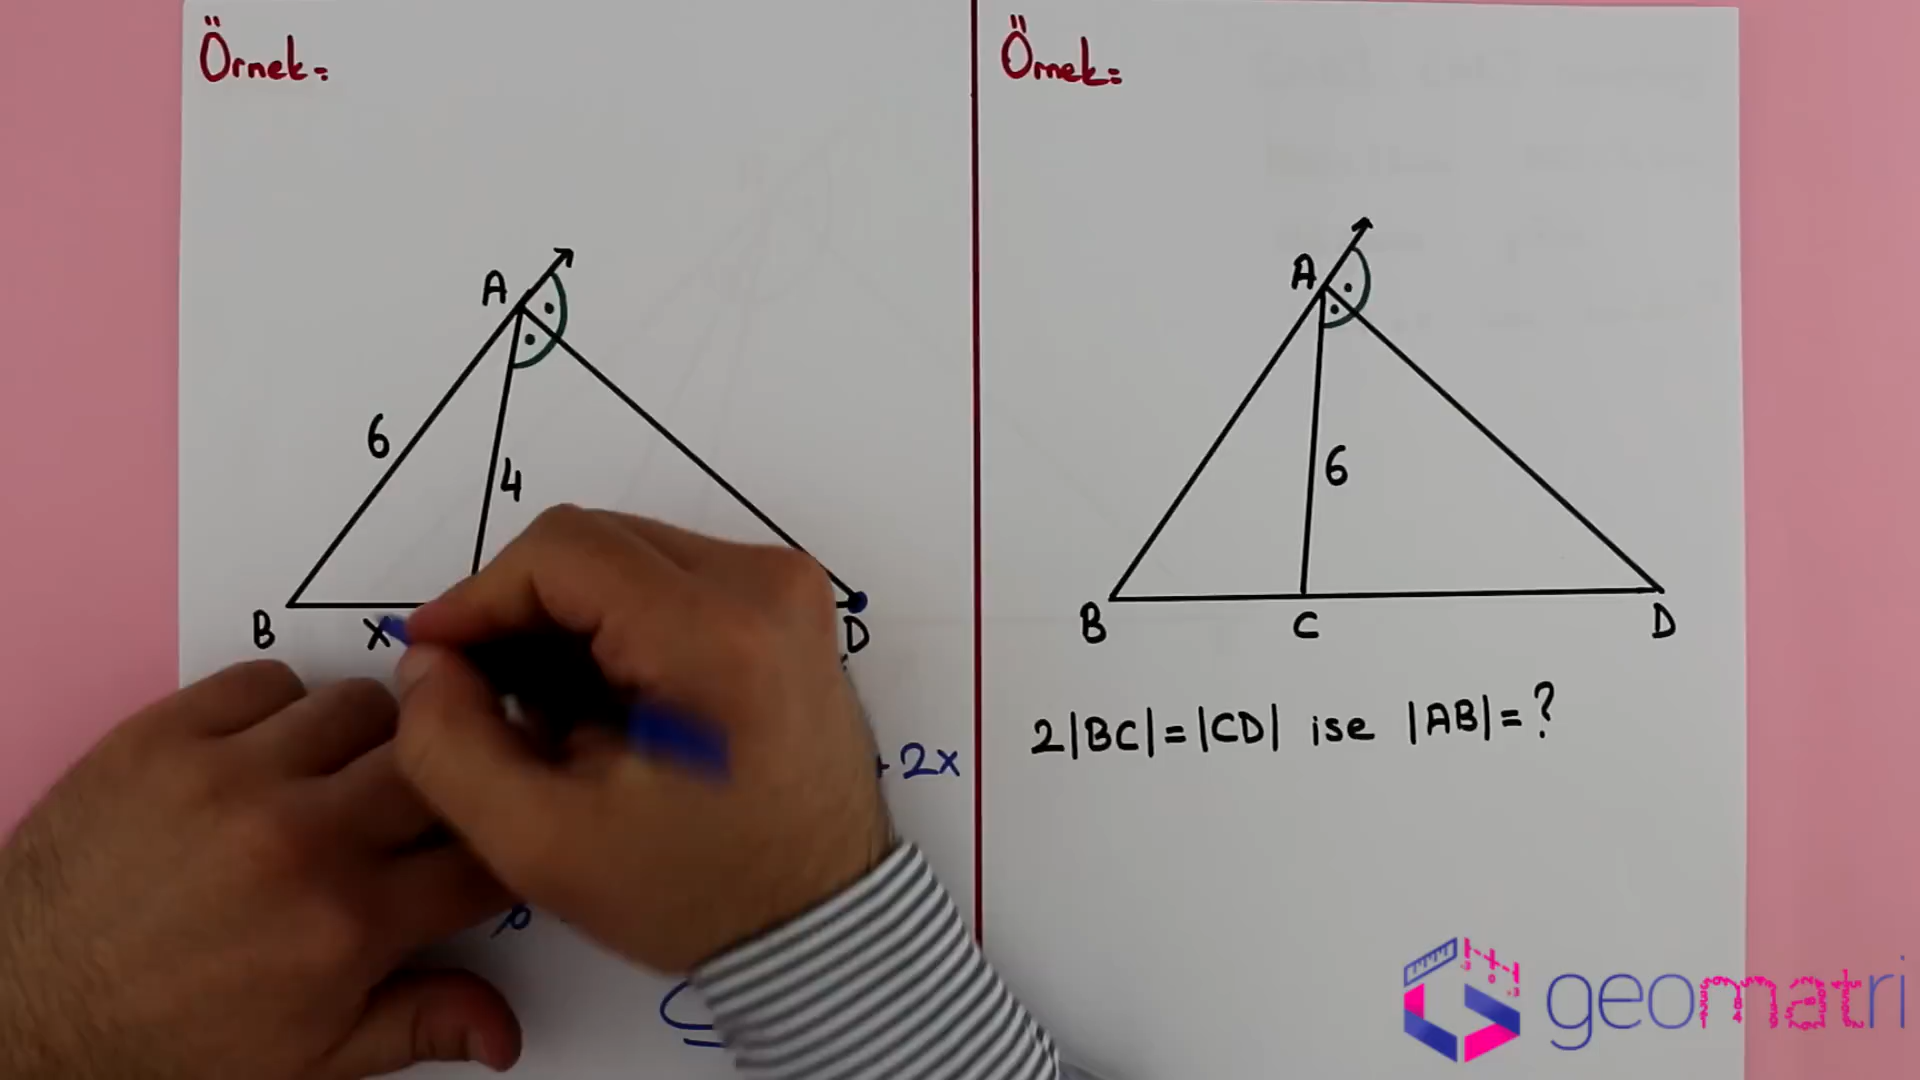 Örnek:
A
6
4
B
x
D
+ 2x
Örnek:
A
6
B
C
D
2|BC|=|CD| ise |AB|=?
geomatri